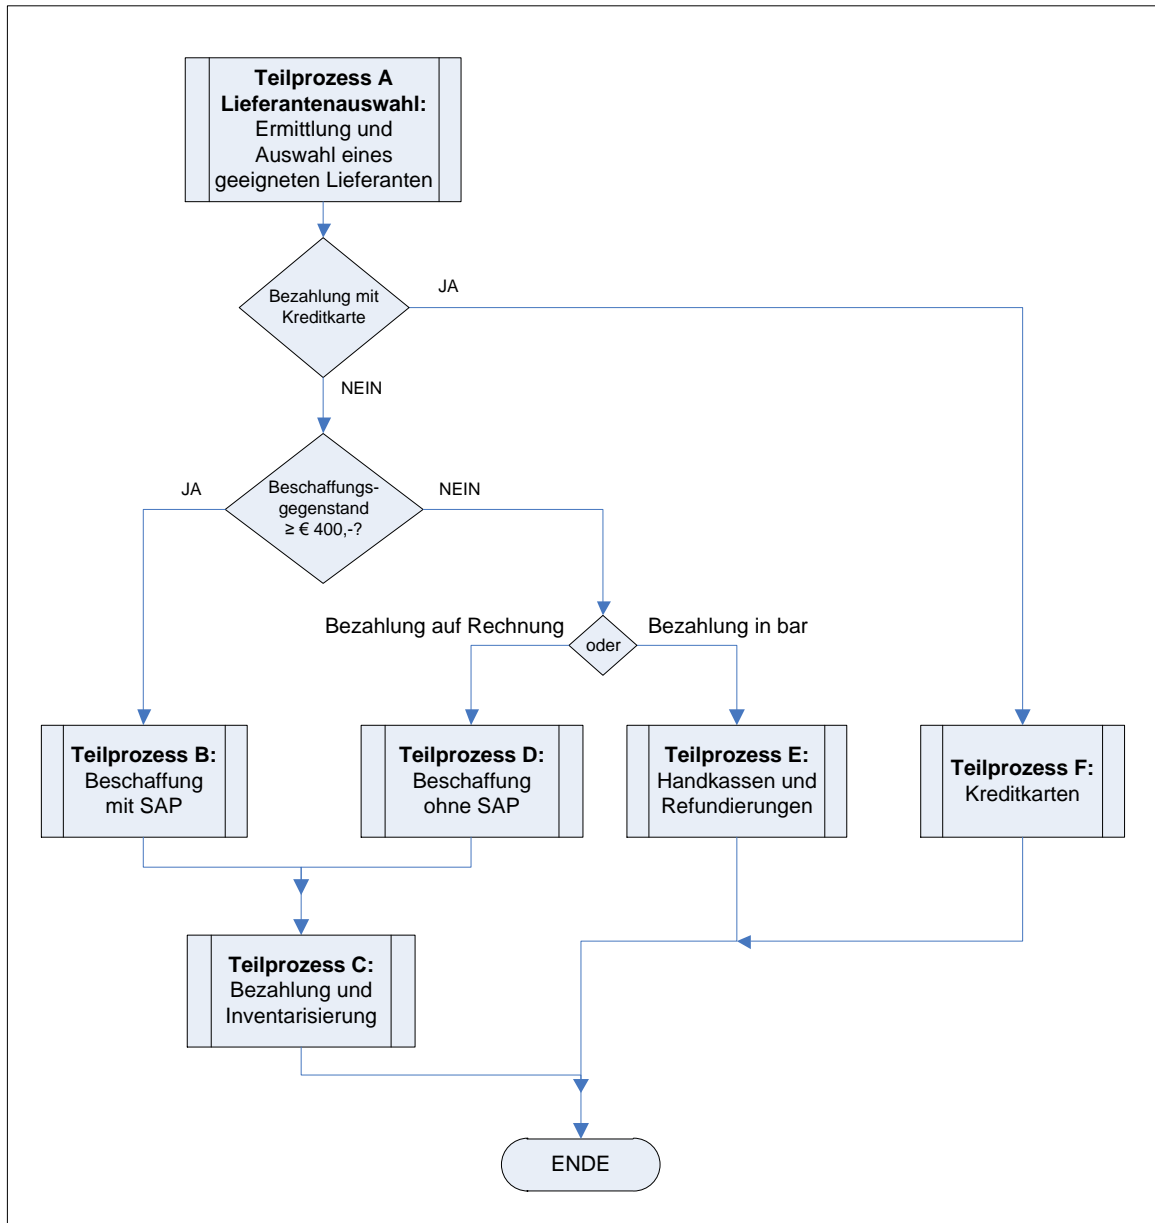 Teilprozess A
Lieferantenauswahl:
Ermittlung und
Auswahl eines
geeigneten Lieferanten
Bezahlung mit
Kreditkarte
JA
NEIN
Beschaffungs-
gegenstand
≥ € 400,-?
JA
NEIN
Bezahlung auf Rechnung
oder
Bezahlung in bar
Teilprozess B:
Beschaffung
mit SAP
Teilprozess D:
Beschaffung
ohne SAP
Teilprozess E:
Handkassen und
Refundierungen
Teilprozess F:
Kreditkarten
Teilprozess C:
Bezahlung und
Inventarisierung
ENDE